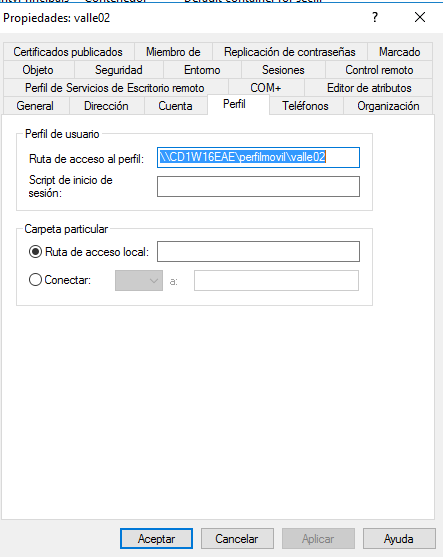 Propiedades: valle02
?
Certificados publicados Miembro de Replicación de contraseñas Marcado
Objeto Seguridad Entorno Sesiones Control remoto
Perfil de Servicios de Escritorio remoto COM+ Editor de atributos
General Dirección Cuenta Perfil Teléfonos Organización
Perfil de usuario
Ruta de acceso al perfil: \\CD1W16EAE\perfilmovil\valle02
Script de inicio de
sesión:
Carpeta particular
Ruta de acceso local:
Conectar: a:
Aceptar Cancelar Aplicar Ayuda